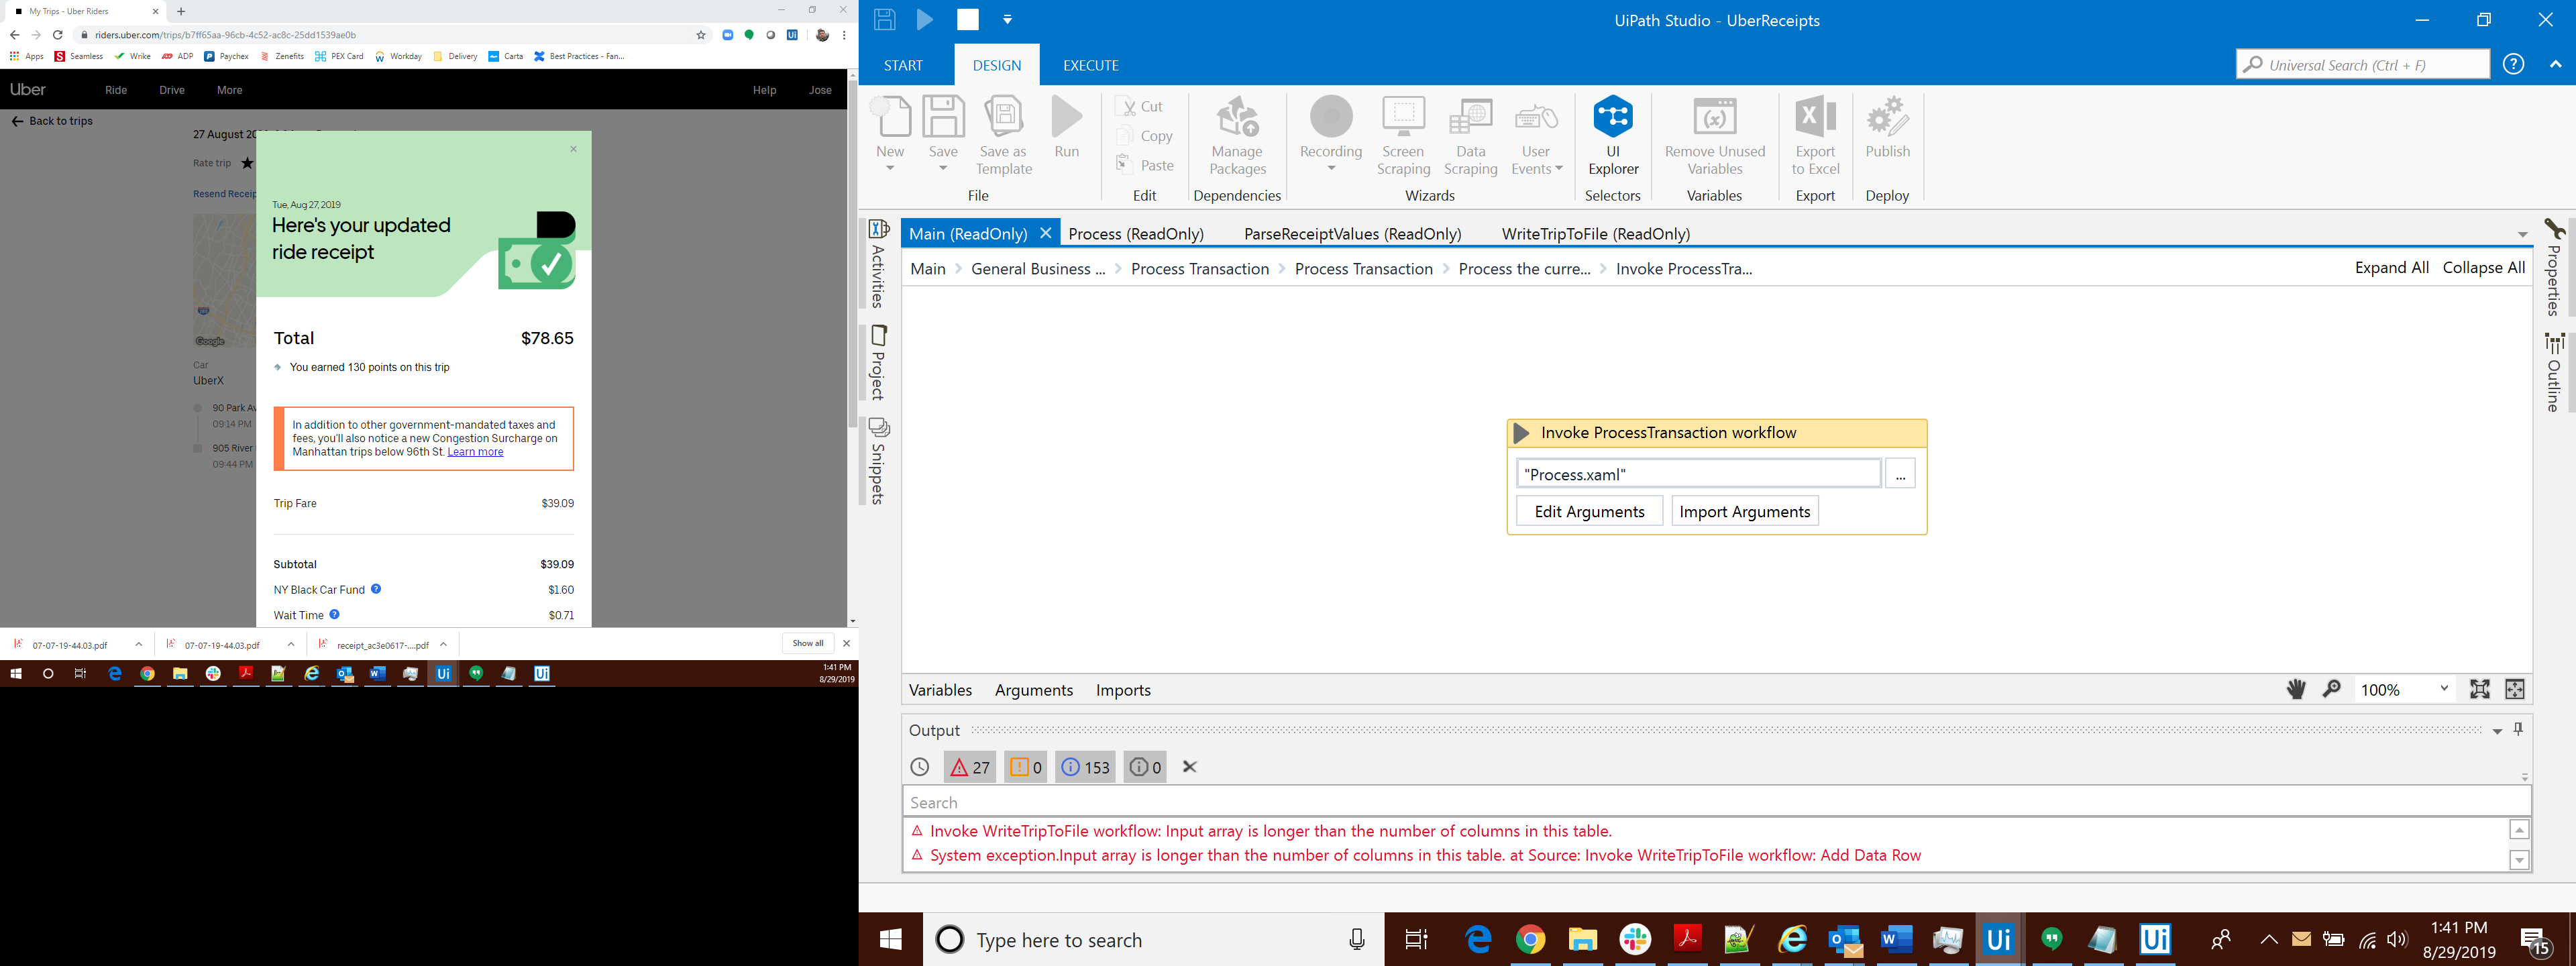 My Trips - Uber Riders
riders.uber.com/trips/b7ff65aa-96cb-4c52-ac8c-25dd1539ae0b
Apps Seamless Wrike ADP Paychex Zenefits PEX Card Workday Delivery Carta Best Practices - Fan...
Uber Ride Drive More Help Jose
Back to trips
27 August 20
Rate trip
Resend Receip
Google
Car
UberX
90 Park Av
09:14 PM
905 River
09:44 PM
Tue, Aug 27, 2019
Here's your updated
ride receipt
Total $78.65
You earned 130 points on this trip
In addition to other government-mandated taxes and
fees, you'll also notice a new Congestion Surcharge on
Manhattan trips below 96th St. Learn more
Trip Fare $39.09
Subtotal $39.09
NY Black Car Fund $1.60
Wait Time $0.71
07-07-19-44.03.pdf 07-07-19-44.03.pdf receipt_ac3e0617-....pdf Show all
1:41 PM
8/29/2019
UiPath Studio - UberReceipts
START DESIGN EXECUTE
Universal Search (Ctrl + F)
New Save Save as Template Run
Cut
Copy
Paste
Manage Packages
Recording Screen Scraping Data Scraping User Events
UI Explorer
Remove Unused Variables
Export to Excel
Publish
File Edit Dependencies Wizards Selectors Variables Export Deploy
Activities
Project
Snippets
Properties
Outline
Main (ReadOnly) Process (ReadOnly) ParseReceiptValues (ReadOnly) WriteTripToFile (ReadOnly)
Main General Business ... Process Transaction Process Transaction Process the curre... Invoke ProcessTra... Expand All Collapse All
Invoke ProcessTransaction workflow
"Process.xaml" ...
Edit Arguments Import Arguments
Variables Arguments Imports 100%
Output
27 0 153 0
Search
Invoke WriteTripToFile workflow: Input array is longer than the number of columns in this table.
System exception.Input array is longer than the number of columns in this table. at Source: Invoke WriteTripToFile workflow: Add Data Row
Type here to search
1:41 PM
8/29/2019
15